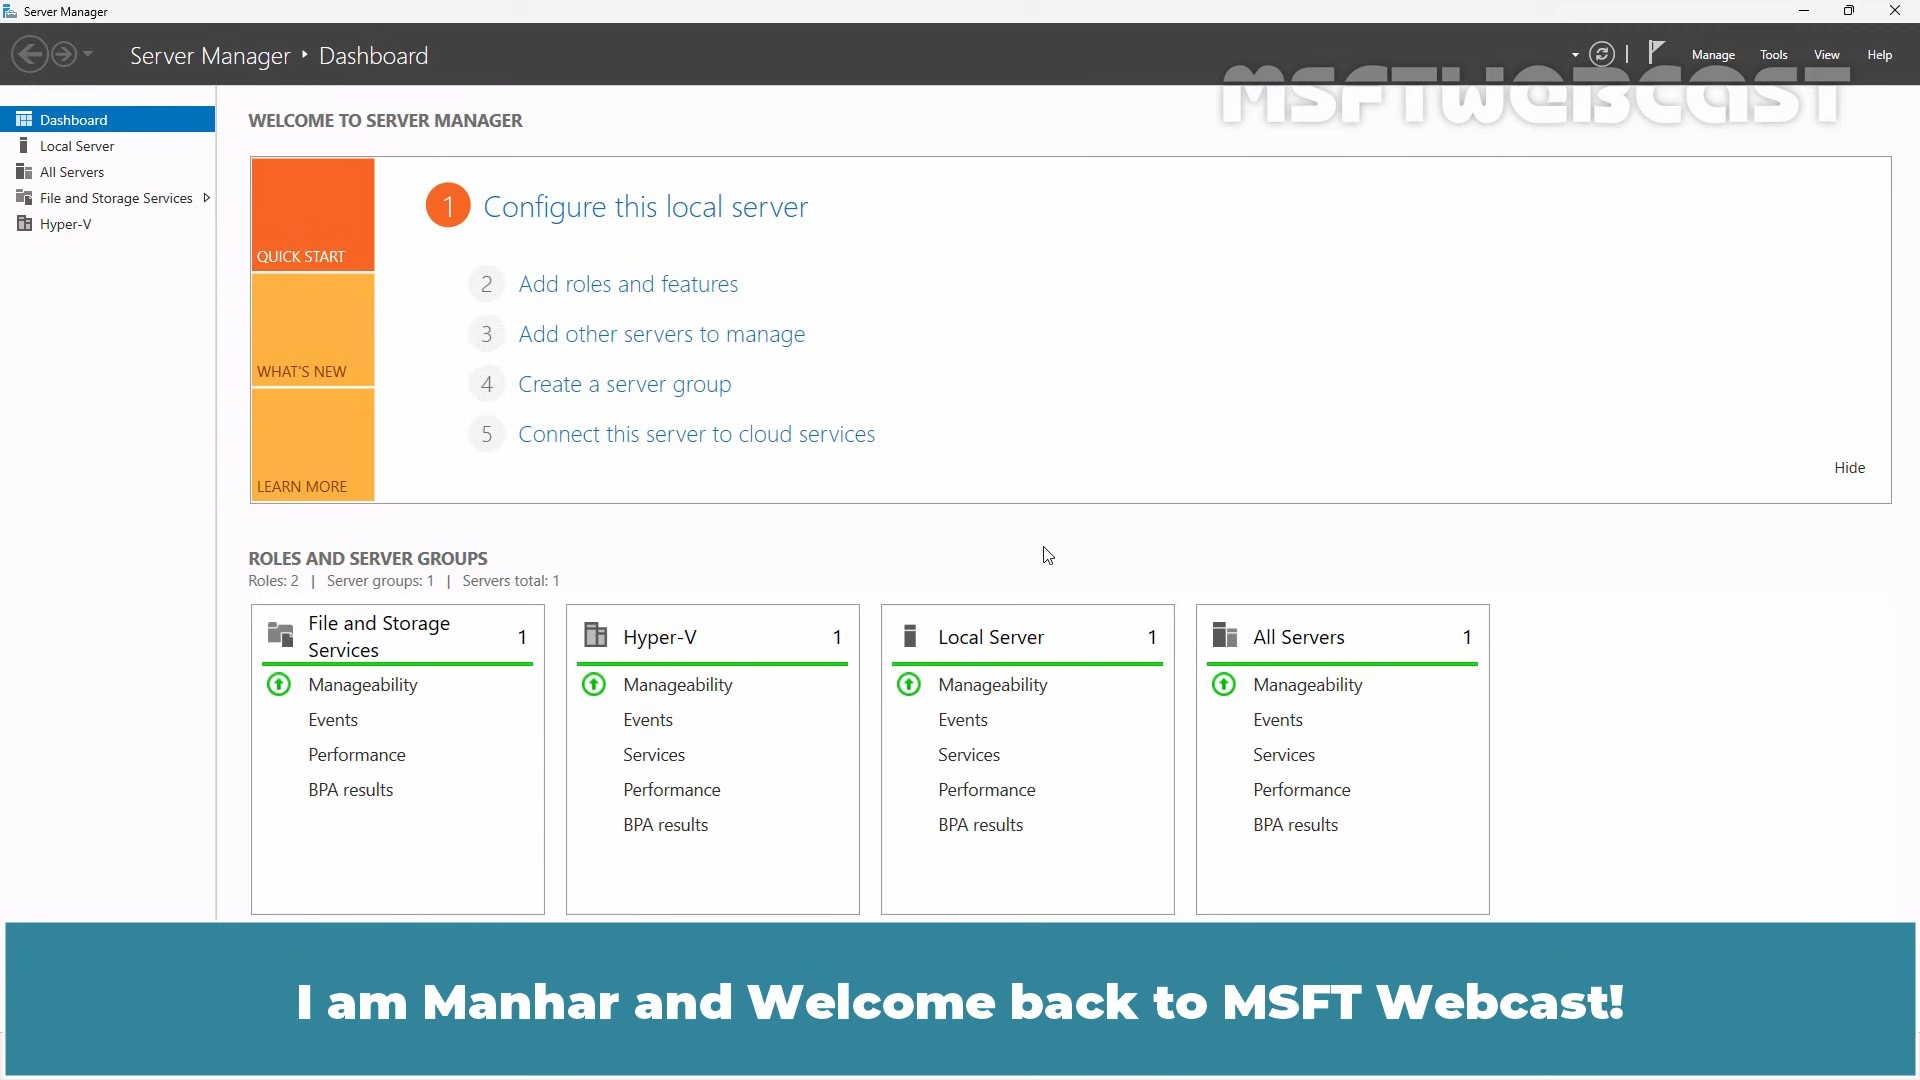 Server Manager
Server Manager ‣ Dashboard
Manage
Tools
View
Help
MSFTWEBCAST
Dashboard
Local Server
All Servers
File and Storage Services
Hyper-V
WELCOME TO SERVER MANAGER
QUICK START
WHAT'S NEW
LEARN MORE
1 Configure this local server
2 Add roles and features
3 Add other servers to manage
4 Create a server group
5 Connect this server to cloud services
Hide
ROLES AND SERVER GROUPS
Roles: 2 | Server groups: 1 | Servers total: 1
File and Storage
Services
1
Manageability
Events
Performance
BPA results
Hyper-V 1
Manageability
Events
Services
Performance
BPA results
Local Server 1
Manageability
Events
Services
Performance
BPA results
All Servers 1
Manageability
Events
Services
Performance
BPA results
I am Manhar and Welcome back to MSFT Webcast!